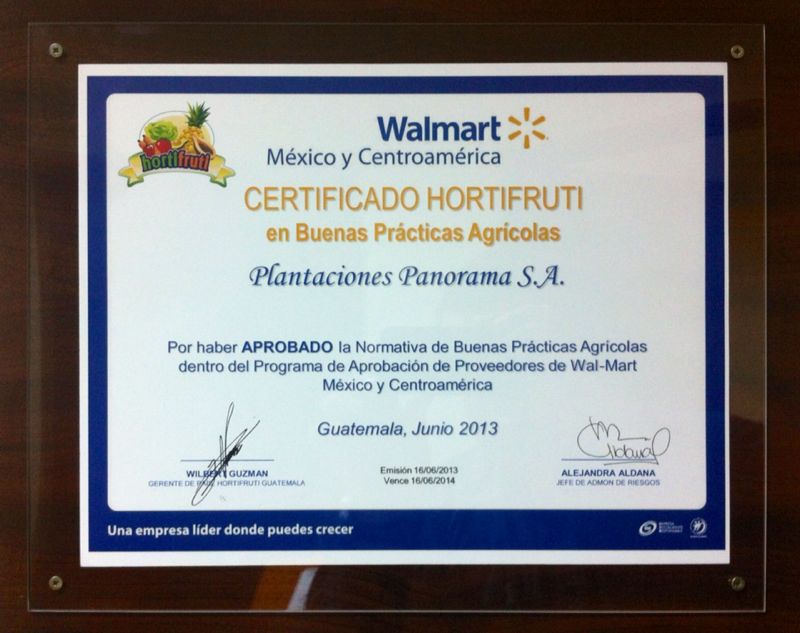 hortifruti
Walmart
México y Centroamérica
CERTIFICADO HORTIFRUTI
en Buenas Prácticas Agrícolas
Plantaciones Panorama S.A.
Por haber APROBADO la Normativa de Buenas Prácticas Agrícolas
dentro del Programa de Aprobación de Proveedores de Wal-Mart
México y Centroamérica
Guatemala, Junio 2013
WILBERT GUZMAN
GERENTE DE HORTIFRUTI GUATEMALA
Emisión 16/06/2013
Vence 16/06/2014
ALEJANDRA ALDANA
JEFE DE ADMON DE RIESGOS
Una empresa líder donde puedes crecer